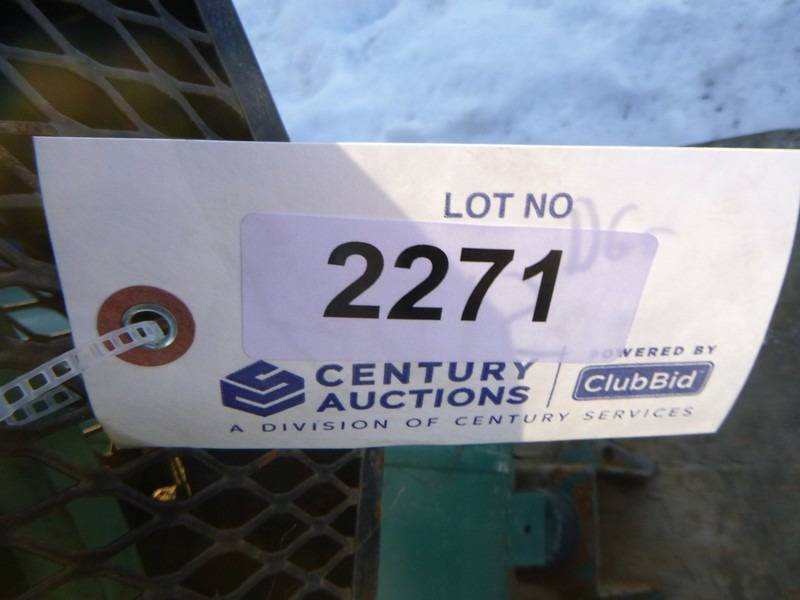 LOT NO
2271
CENTURY
AUCTIONS
POWERED BY
ClubBid
A DIVISION OF CENTURY SERVICES